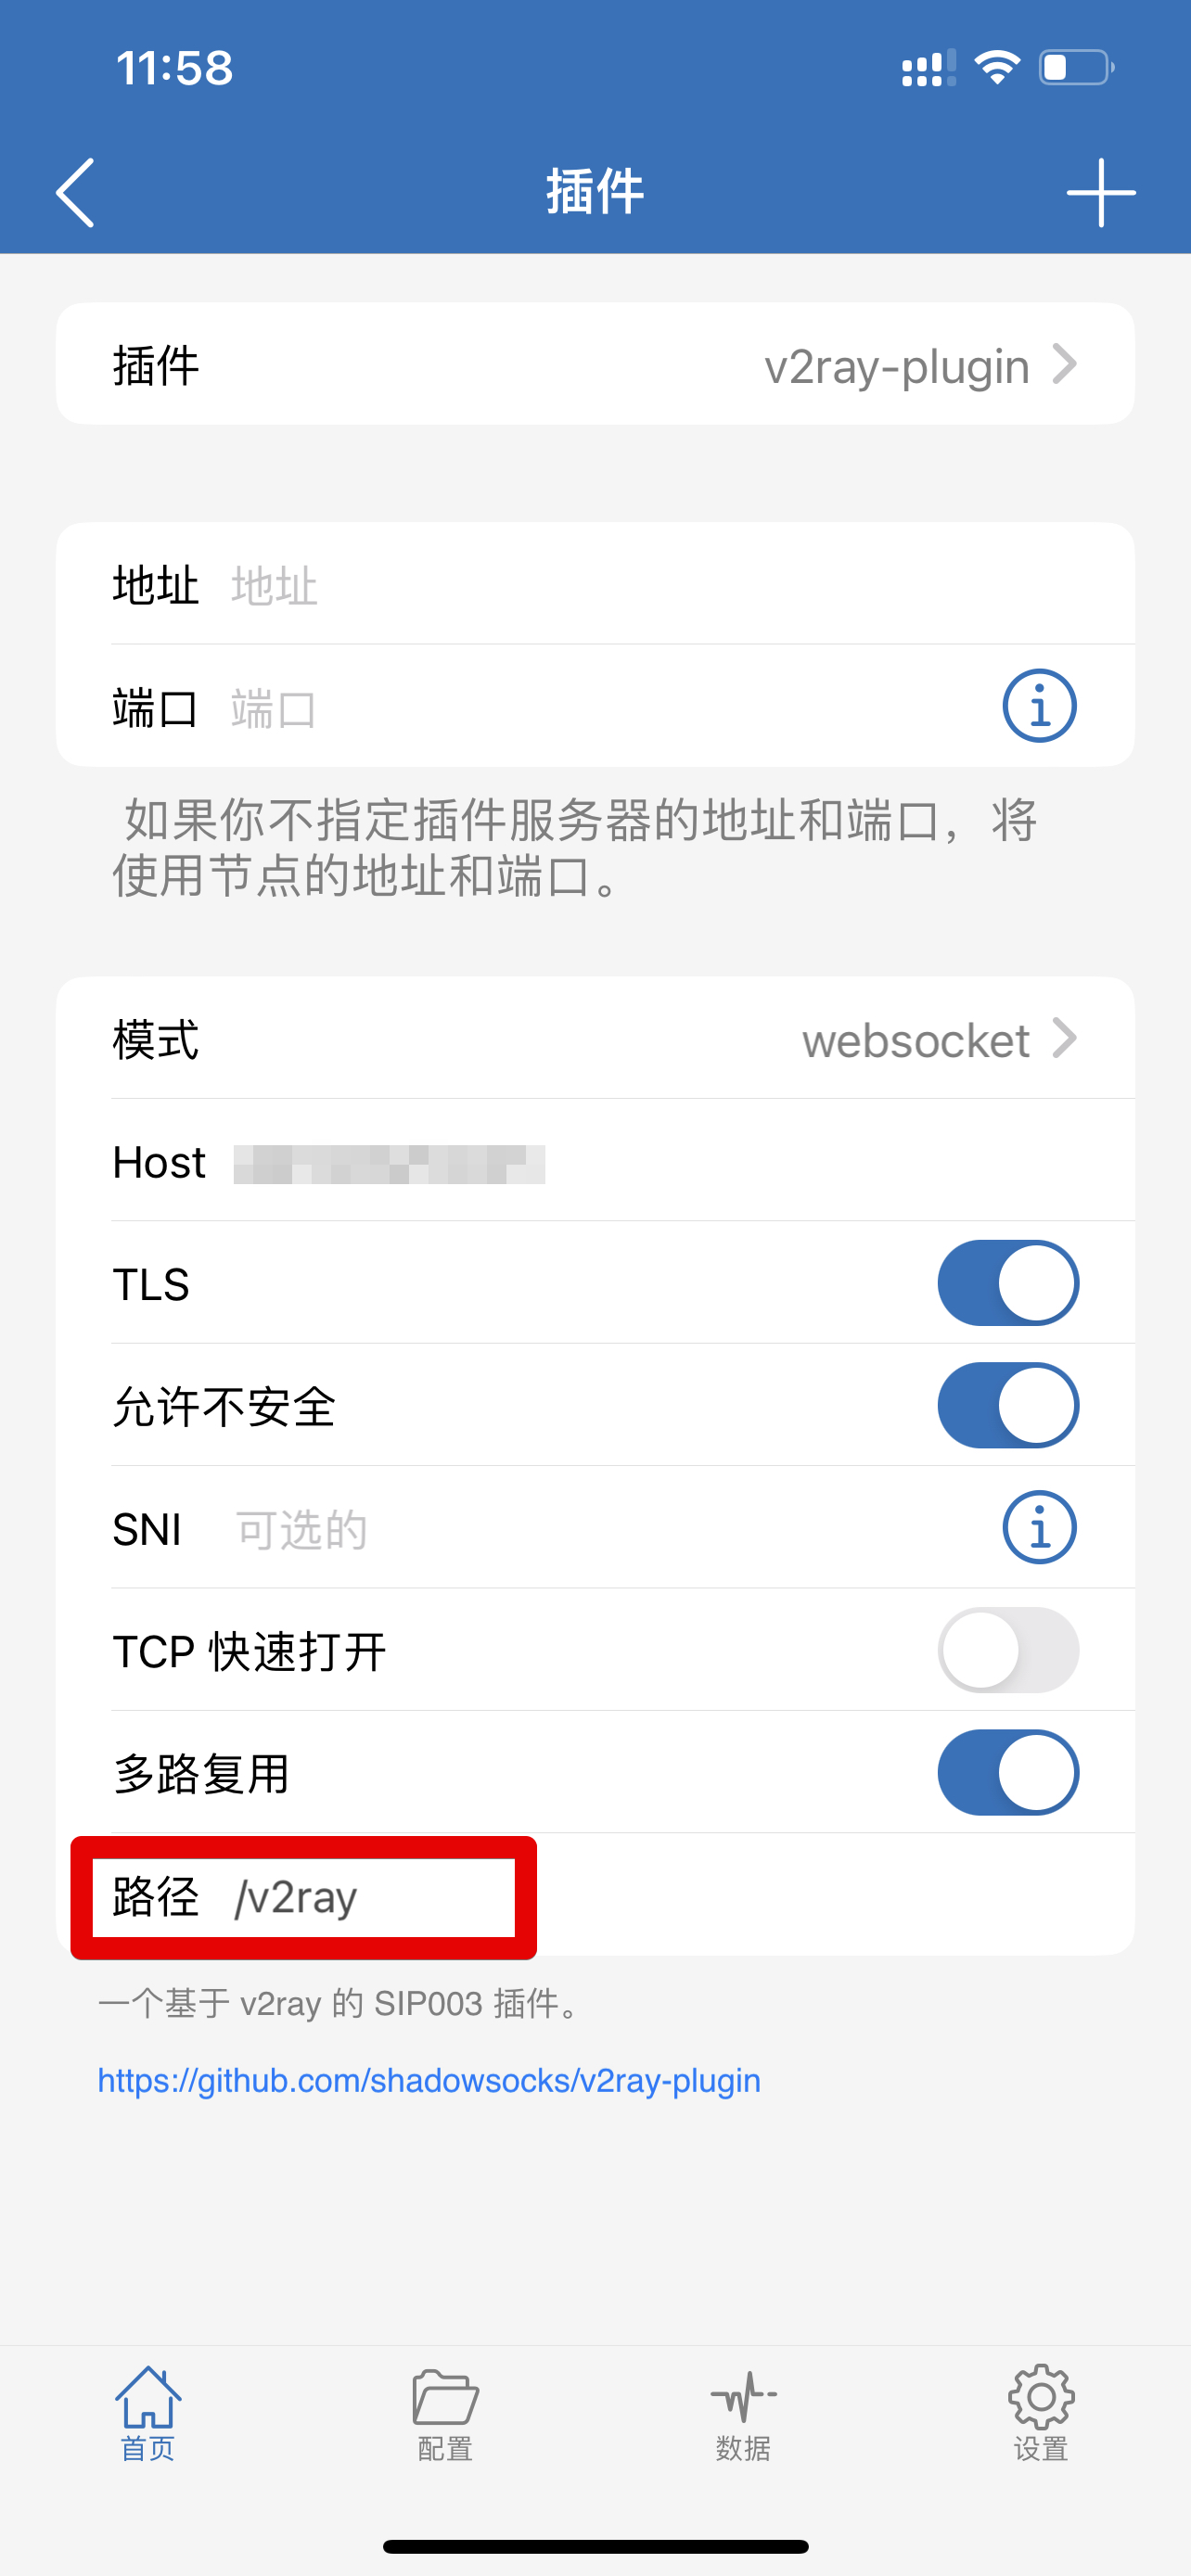 11:58
插件
插件 v2ray-plugin
地址 地址
端口 端口
如果你不指定插件服务器的地址和端口，将
使用节点的地址和端口。
模式 websocket
Host
TLS
允许不安全
SNI 可选的
TCP 快速打开
多路复用
路径 /v2ray
一个基于 v2ray 的 SIP003 插件。
https://github.com/shadowsocks/v2ray-plugin
首页 配置 数据 设置